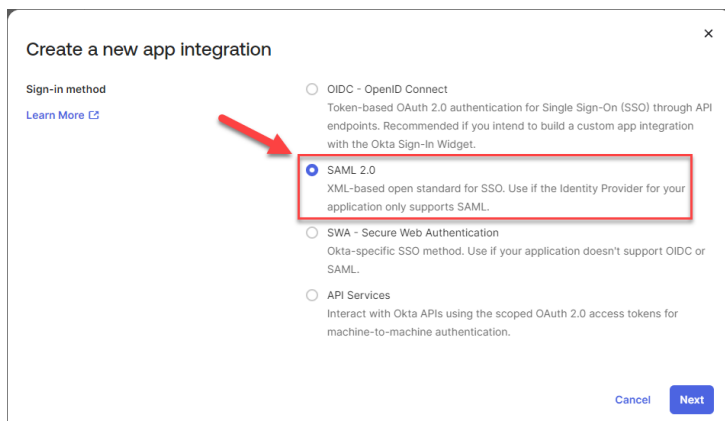 Create a new app integration
Sign-in method
Learn More
OIDC - OpenID Connect
Token-based OAuth 2.0 authentication for Single Sign-On (SSO) through API
endpoints. Recommended if you intend to build a custom app integration
with the Okta Sign-In Widget.
SAML 2.0
XML-based open standard for SSO. Use if the Identity Provider for your
application only supports SAML.
SWA - Secure Web Authentication
Okta-specific SSO method. Use if your application doesn't support OIDC or
SAML.
API Services
Interact with Okta APIs using the scoped OAuth 2.0 access tokens for
machine-to-machine authentication.
Cancel
Next